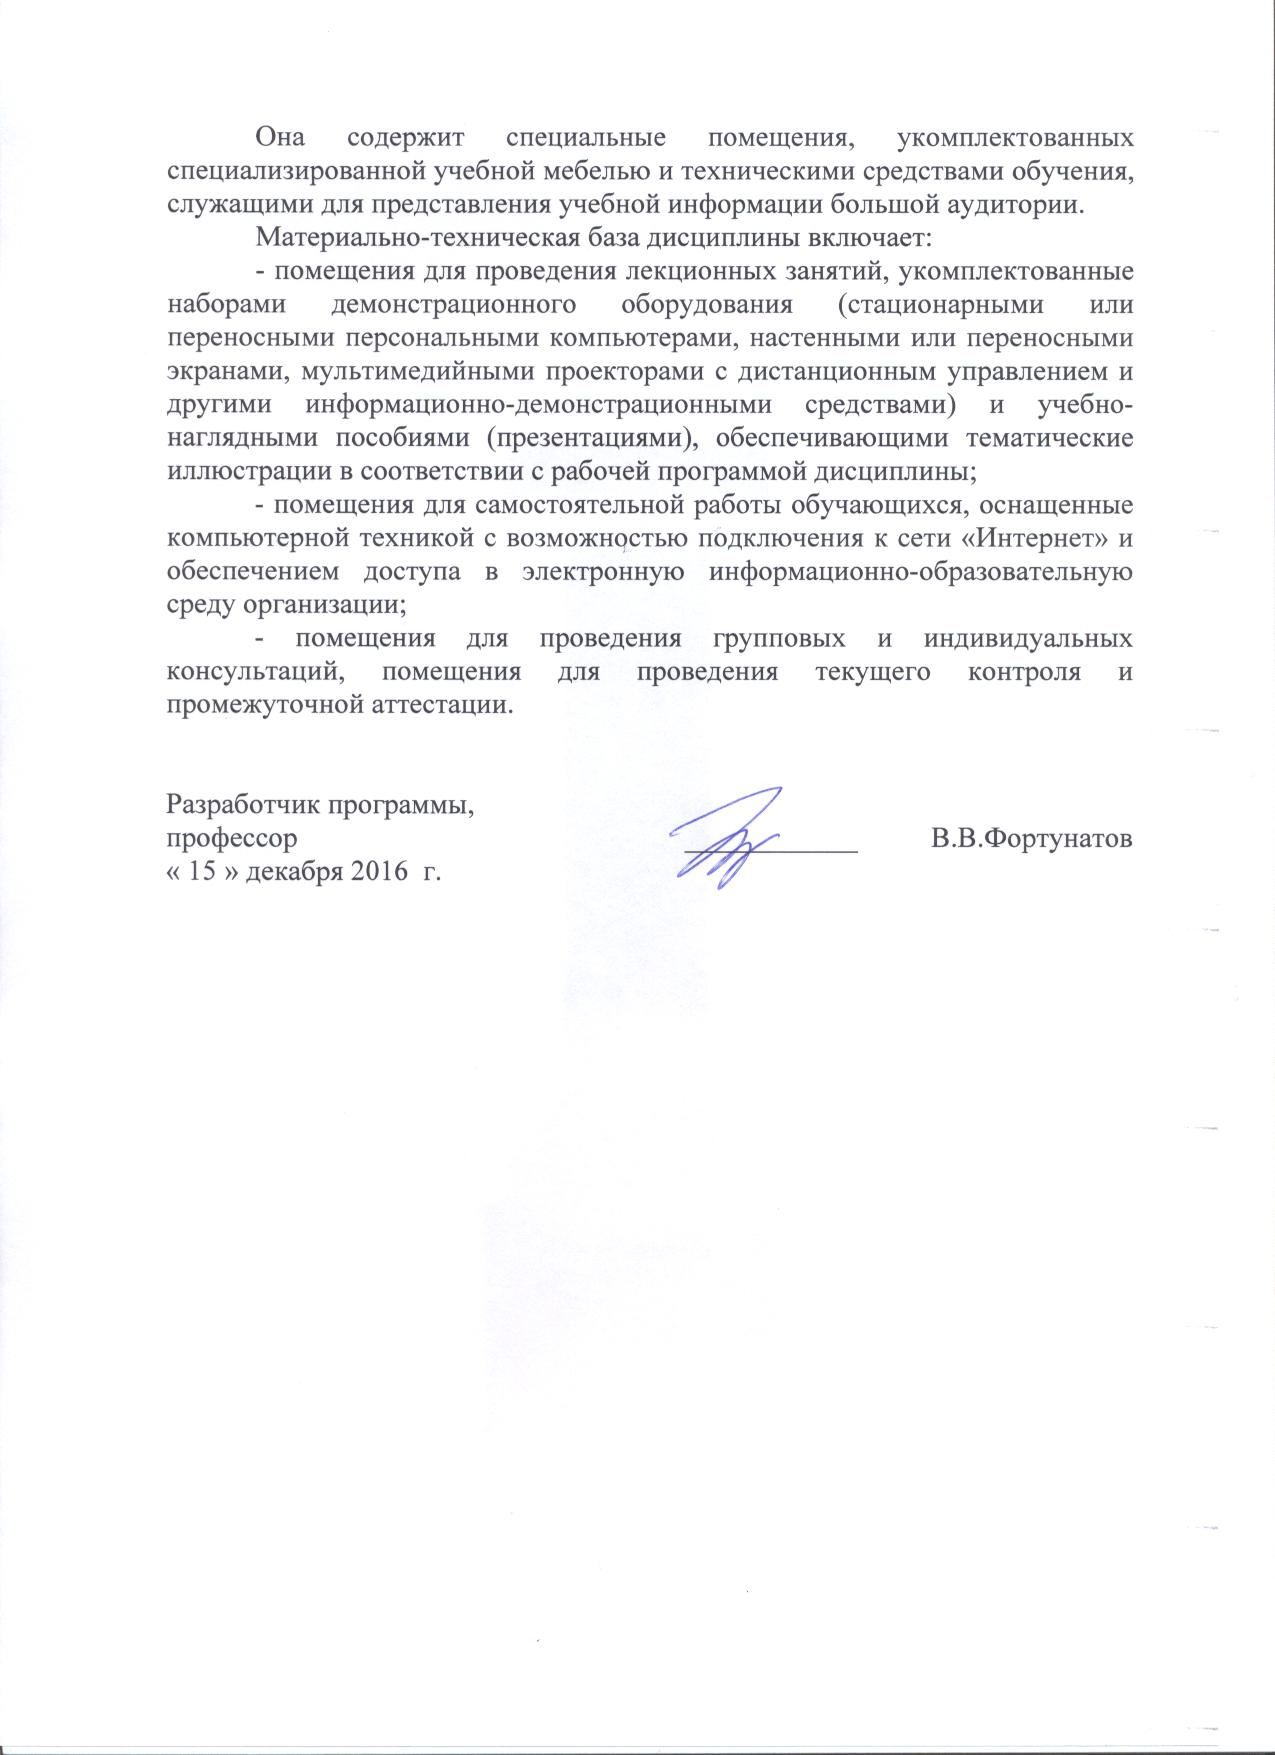 Она содержит специальные помещения, укомплектованных
специализированной учебной мебелью и техническими средствами обучения,
служащими для представления учебной информации большой аудитории.
Материально-техническая база дисциплины включает:
- помещения для проведения лекционных занятий, укомплектованные
наборами демонстрационного оборудования (стационарными или
переносными персональными компьютерами, настенными или переносными
экранами, мультимедийными проекторами с дистанционным управлением и
другими информационно-демонстрационными средствами) и учебно-
наглядными пособиями (презентациями), обеспечивающими тематические
иллюстрации в соответствии с рабочей программой дисциплины;
- помещения для самостоятельной работы обучающихся, оснащенные
компьютерной техникой с возможностью подключения к сети «Интернет» и
обеспечением доступа в электронную информационно-образовательную
среду организации;
- помещения для проведения групповых и индивидуальных
консультаций, помещения для проведения текущего контроля и
промежуточной аттестации.
Разработчик программы,
профессор ____________ В.В.Фортунатов
« 15 » декабря 2016 г.